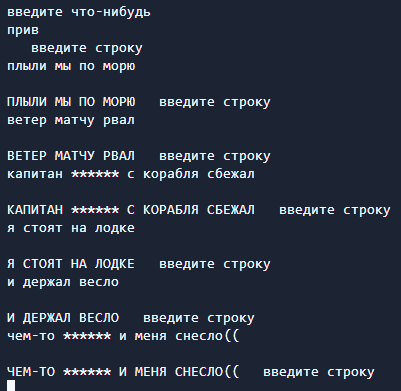 введите что-нибудь
прив
введите строку
плыли мы по морю
ПЛЫЛИ МЫ ПО МОРЮ   введите строку
ветер матчу рвал
ВЕТЕР МАТЧУ РВАЛ   введите строку
капитан ****** с корабля сбежал
КАПИТАН ****** С КОРАБЛЯ СБЕЖАЛ   введите строку
я стоят на лодке
Я СТОЯТ НА ЛОДКЕ   введите строку
и держал весло
И ДЕРЖАЛ ВЕСЛО   введите строку
чем-то ****** и меня снесло((
ЧЕМ-ТО ****** И МЕНЯ СНЕСЛО((   введите строку